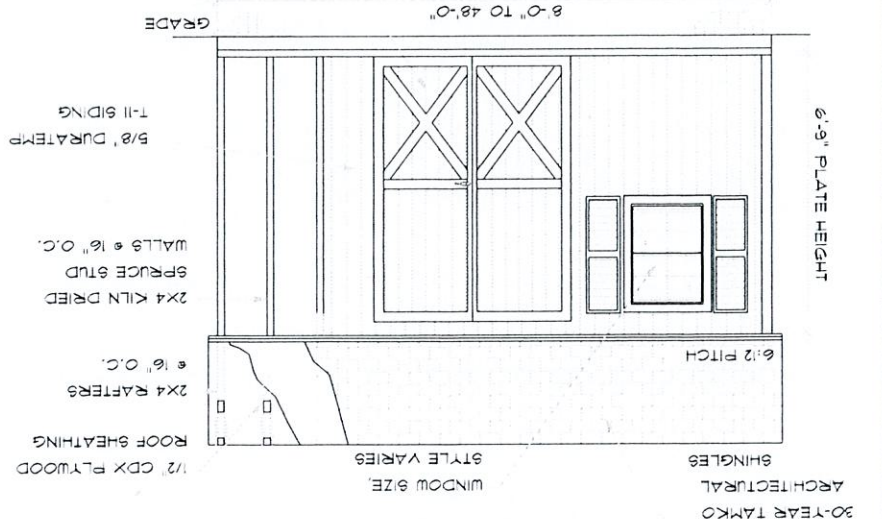 30-YEAR TAMKO
ARCHITECTURAL
SHINGLES
WINDOW SIZE,
STYLE VARIES
1/2" CDX PLYWOOD
ROOF SHEATHING
2X4 RAFTERS
@ 16" O.C.
6:12 PITCH
2X4 KILN DRIED
SPRUCE STUD
WALLS @ 16" O.C.
6'-9" PLATE HEIGHT
5/8" DURATEMP
T-11 SIDING
GRADE
8'-0" TO 48'-0"